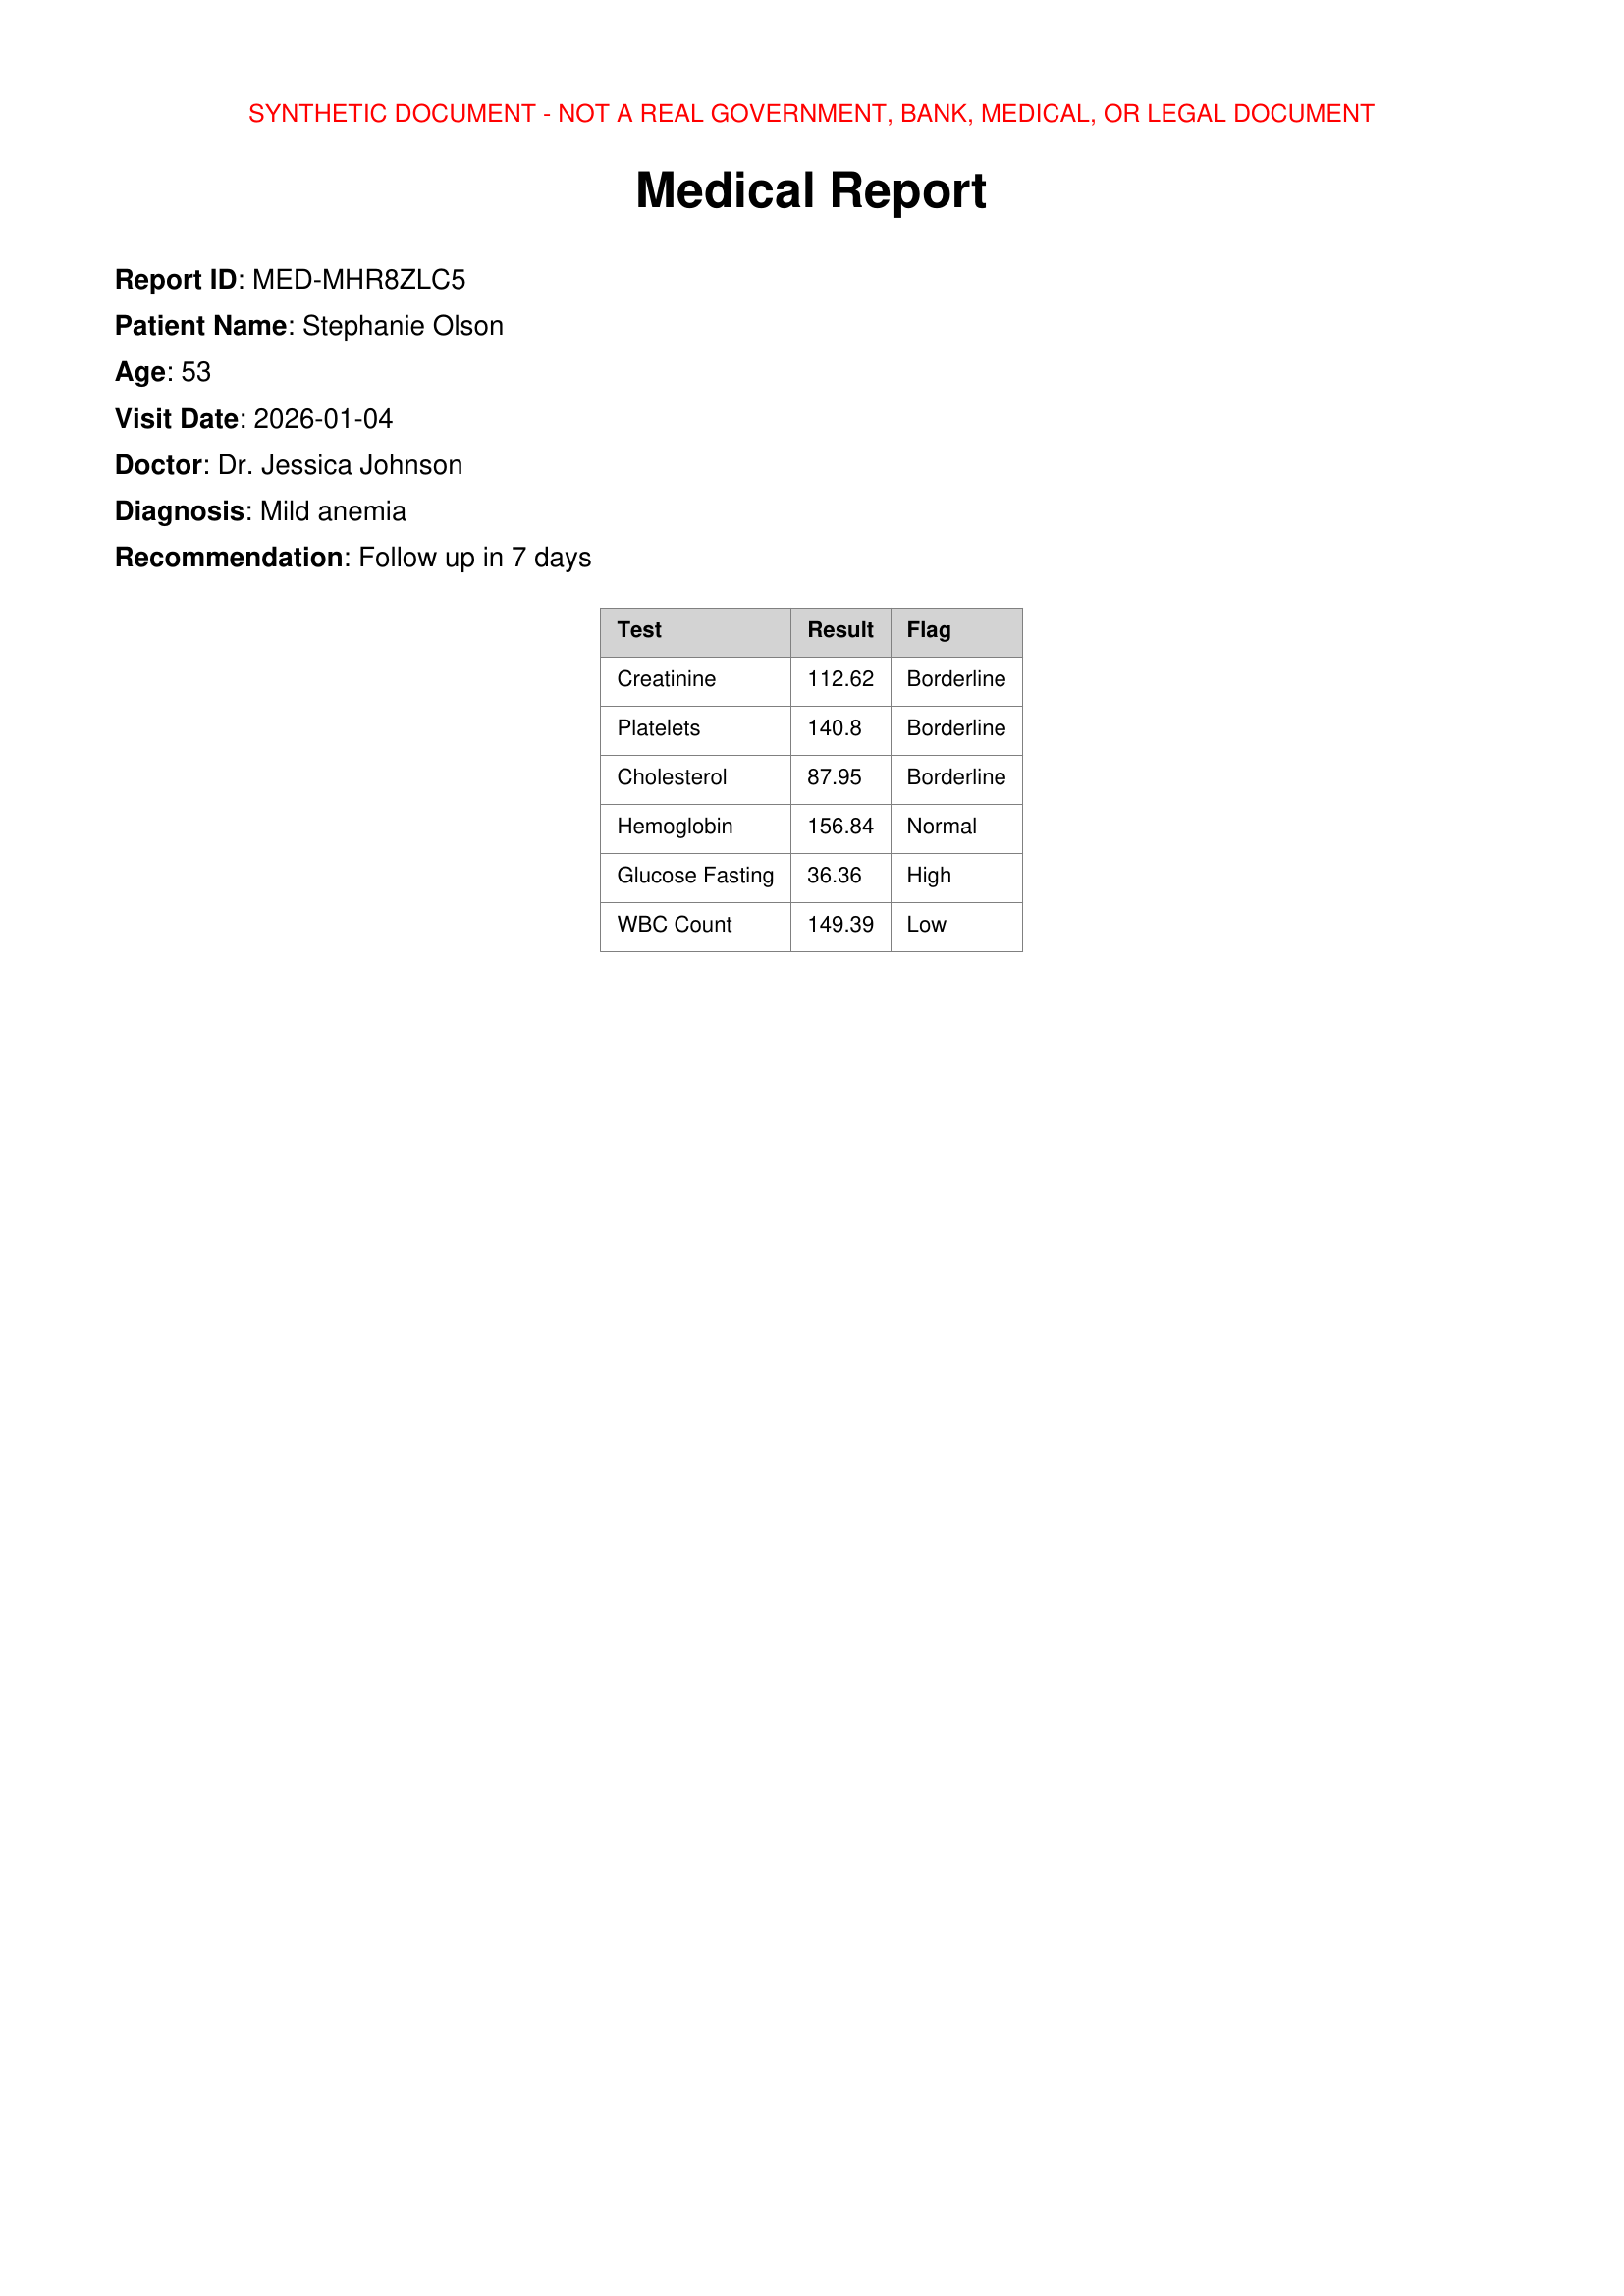 SYNTHETIC DOCUMENT - NOT A REAL GOVERNMENT, BANK, MEDICAL, OR LEGAL DOCUMENT
Medical Report
Report ID: MED-MHR8ZLC5
Patient Name: Stephanie Olson
Age: 53
Visit Date: 2026-01-04
Doctor: Dr. Jessica Johnson
Diagnosis: Mild anemia
Recommendation: Follow up in 7 days
Test Result Flag
Creatinine 112.62 Borderline
Platelets 140.8 Borderline
Cholesterol 87.95 Borderline
Hemoglobin 156.84 Normal
Glucose Fasting 36.36 High
WBC Count 149.39 Low